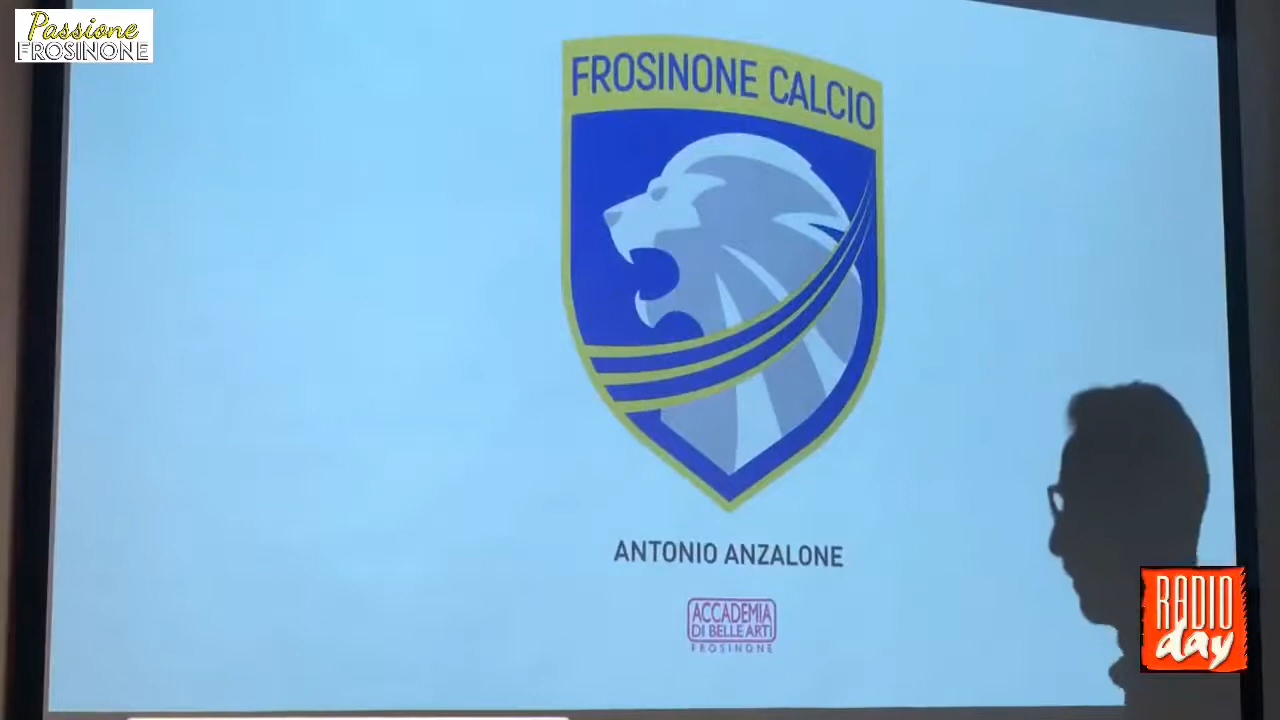 Passione
FROSINONE
FROSINONE CALCIO
ANTONIO ANZALONE
ACCADEMIA
DI BELLE ARTI
FROSINONE
RADIO
day